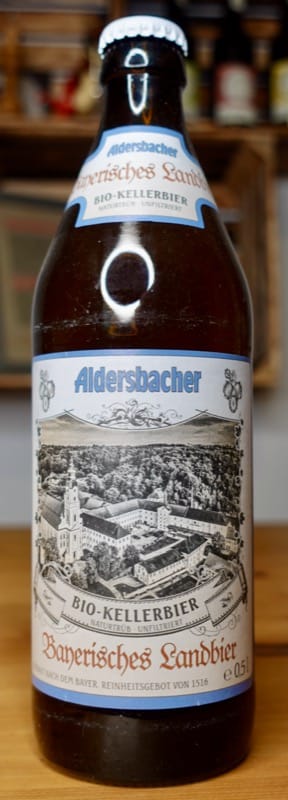 Aldersbacher
Bayerisches Landbier
BIO-KELLERBIER
NATURTRÜB UNFILTRIERT
Aldersbacher
BIO-KELLERBIER
NATURTRÜB UNFILTRIERT
Bayerisches Landbier
NACH DEM BAYER. REINHEITSGEBOT VON 1516
℮ 0,5 l